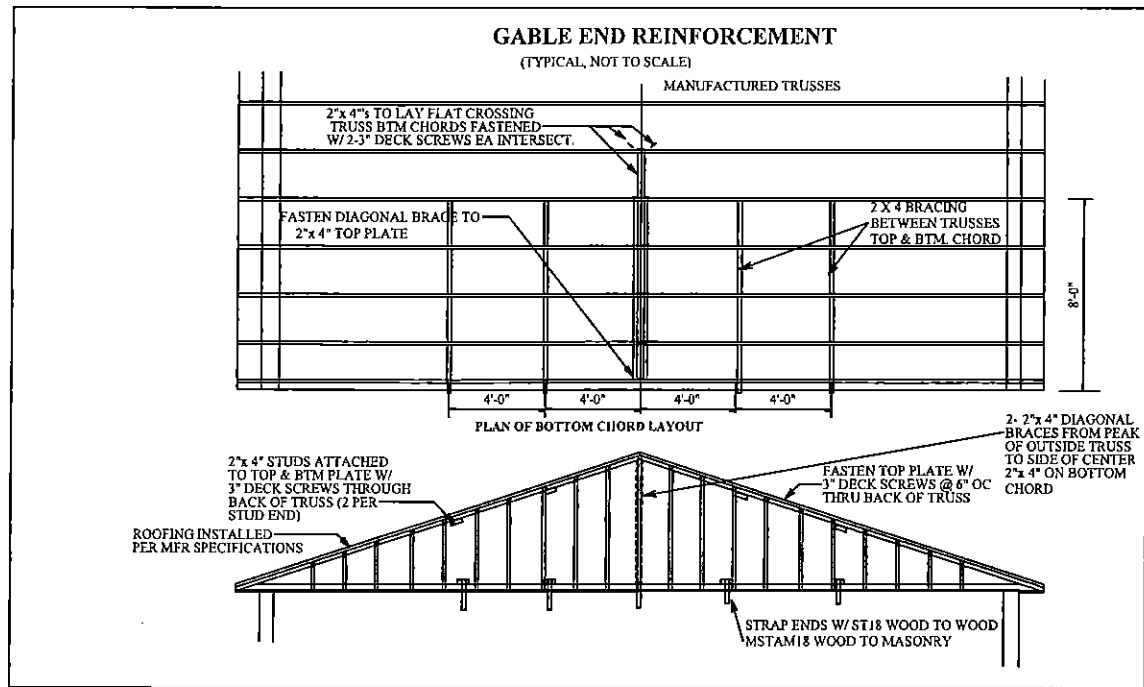 GABLE END REINFORCEMENT
(TYPICAL, NOT TO SCALE)
MANUFACTURED TRUSSES
2"x 4"'s TO LAY FLAT CROSSING
TRUSS BTM CHORDS FASTENED
W/ 2-3" DECK SCREWS EA INTERSECT.
FASTEN DIAGONAL BRACE TO
2"x 4" TOP PLATE
2 X 4 BRACING
BETWEEN TRUSSES
TOP & BTM. CHORD
8'-0"
4'-0" 4'-0" 4'-0" 4'-0"
PLAN OF BOTTOM CHORD LAYOUT
2"x 4" STUDS ATTACHED
TO TOP & BTM PLATE W/
3" DECK SCREWS THROUGH
BACK OF TRUSS (2 PER
STUD END)
ROOFING INSTALLED
PER MFR SPECIFICATIONS
FASTEN TOP PLATE W/
3" DECK SCREWS @ 6" OC
THRU BACK OF TRUSS
2- 2"x 4" DIAGONAL
BRACES FROM PEAK
OF OUTSIDE TRUSS
TO SIDE OF CENTER
2"x 4" ON BOTTOM
CHORD
STRAP ENDS W/ ST18 WOOD TO WOOD
MSTAM18 WOOD TO MASONRY